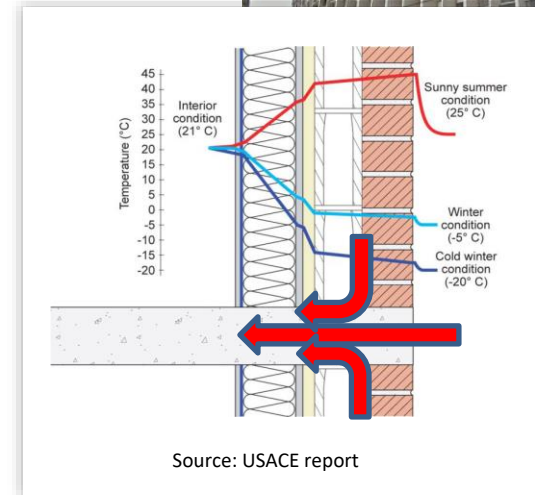 45
40
35
30
25
20
15
10
5
0
-5
-10
-15
-20
Temperature (°C)
Interior
condition
(21° C)
Sunny summer
condition
(25° C)
Winter
condition
(-5° C)
Cold winter
condition
(-20° C)
Source: USACE report